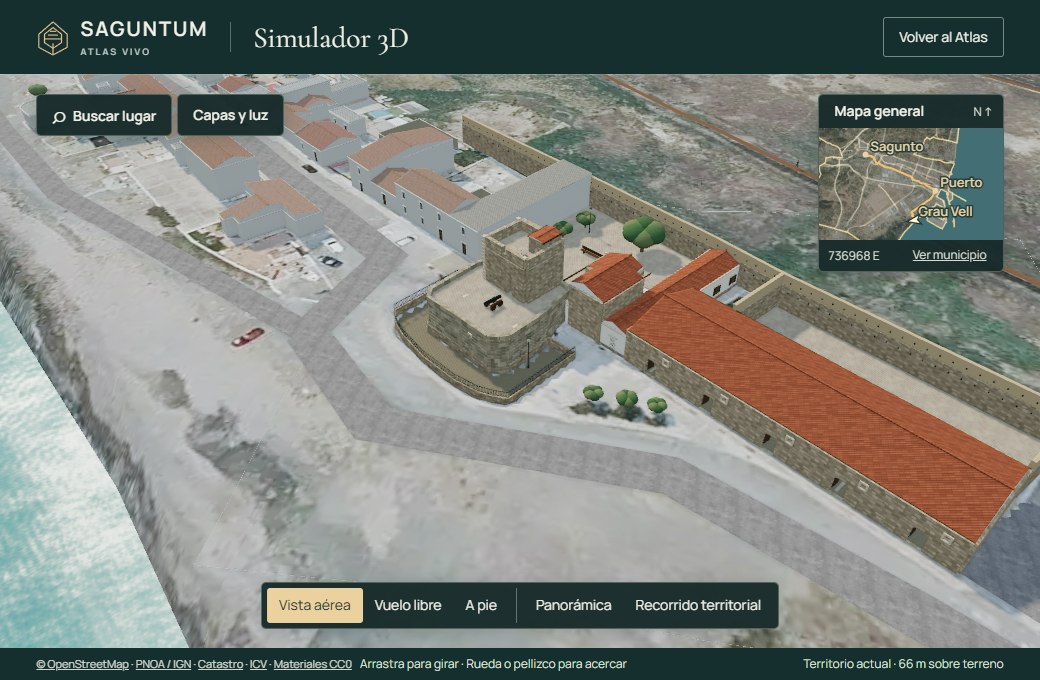 SAGUNTUM
ATLAS VIVO
Simulador 3D
Volver al Atlas
Buscar lugar
Capas y luz
Mapa general
N ↑
Sagunto
Puerto
Grau Vell
736968 E
Ver municipio
Vista aérea
Vuelo libre
A pie
Panorámica
Recorrido territorial
© OpenStreetMap · PNOA / IGN · Catastro · ICV · Materiales CC0 Arrastra para girar · Rueda o pellizco para acercar
Territorio actual · 66 m sobre terreno